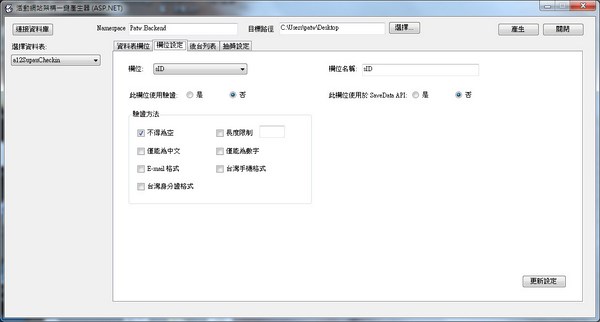 活動網站架構一鍵產生器 (ASP.NET)
連接資料庫 Namespace Patw.Backend 目標路徑 C:\Users\patw\Desktop 選擇... 產生 關閉
選擇資料表:
a12SupauCheckin
資料表欄位 欄位設定 後台列表 抽獎設定
欄位: sID 欄位名稱: sID
此欄位使用驗證: 是 否 此欄位使用於 SaveData API: 是 否
驗證方法
不得為空 長度限制
僅能為中文 僅能為數字
E-mail 格式 台灣手機格式
台灣身分證格式
更新設定